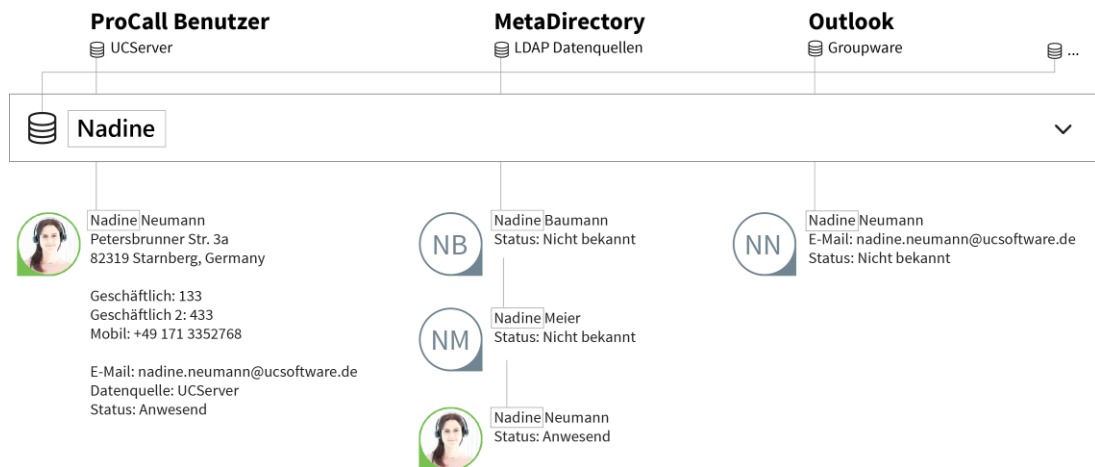 ProCall Benutzer
UCServer
MetaDirectory
LDAP Datenquellen
Outlook
Groupware
...
Nadine
Nadine Neumann
Petersbrunner Str. 3a
82319 Starnberg, Germany
Geschäftlich: 133
Geschäftlich 2: 433
Mobil: +49 171 3352768
E-Mail: nadine.neumann@ucsoftware.de
Datenquelle: UCServer
Status: Anwesend
NB
Nadine Baumann
Status: Nicht bekannt
NM
Nadine Meier
Status: Nicht bekannt
Nadine Neumann
Status: Anwesend
NN
Nadine Neumann
E-Mail: nadine.neumann@ucsoftware.de
Status: Nicht bekannt